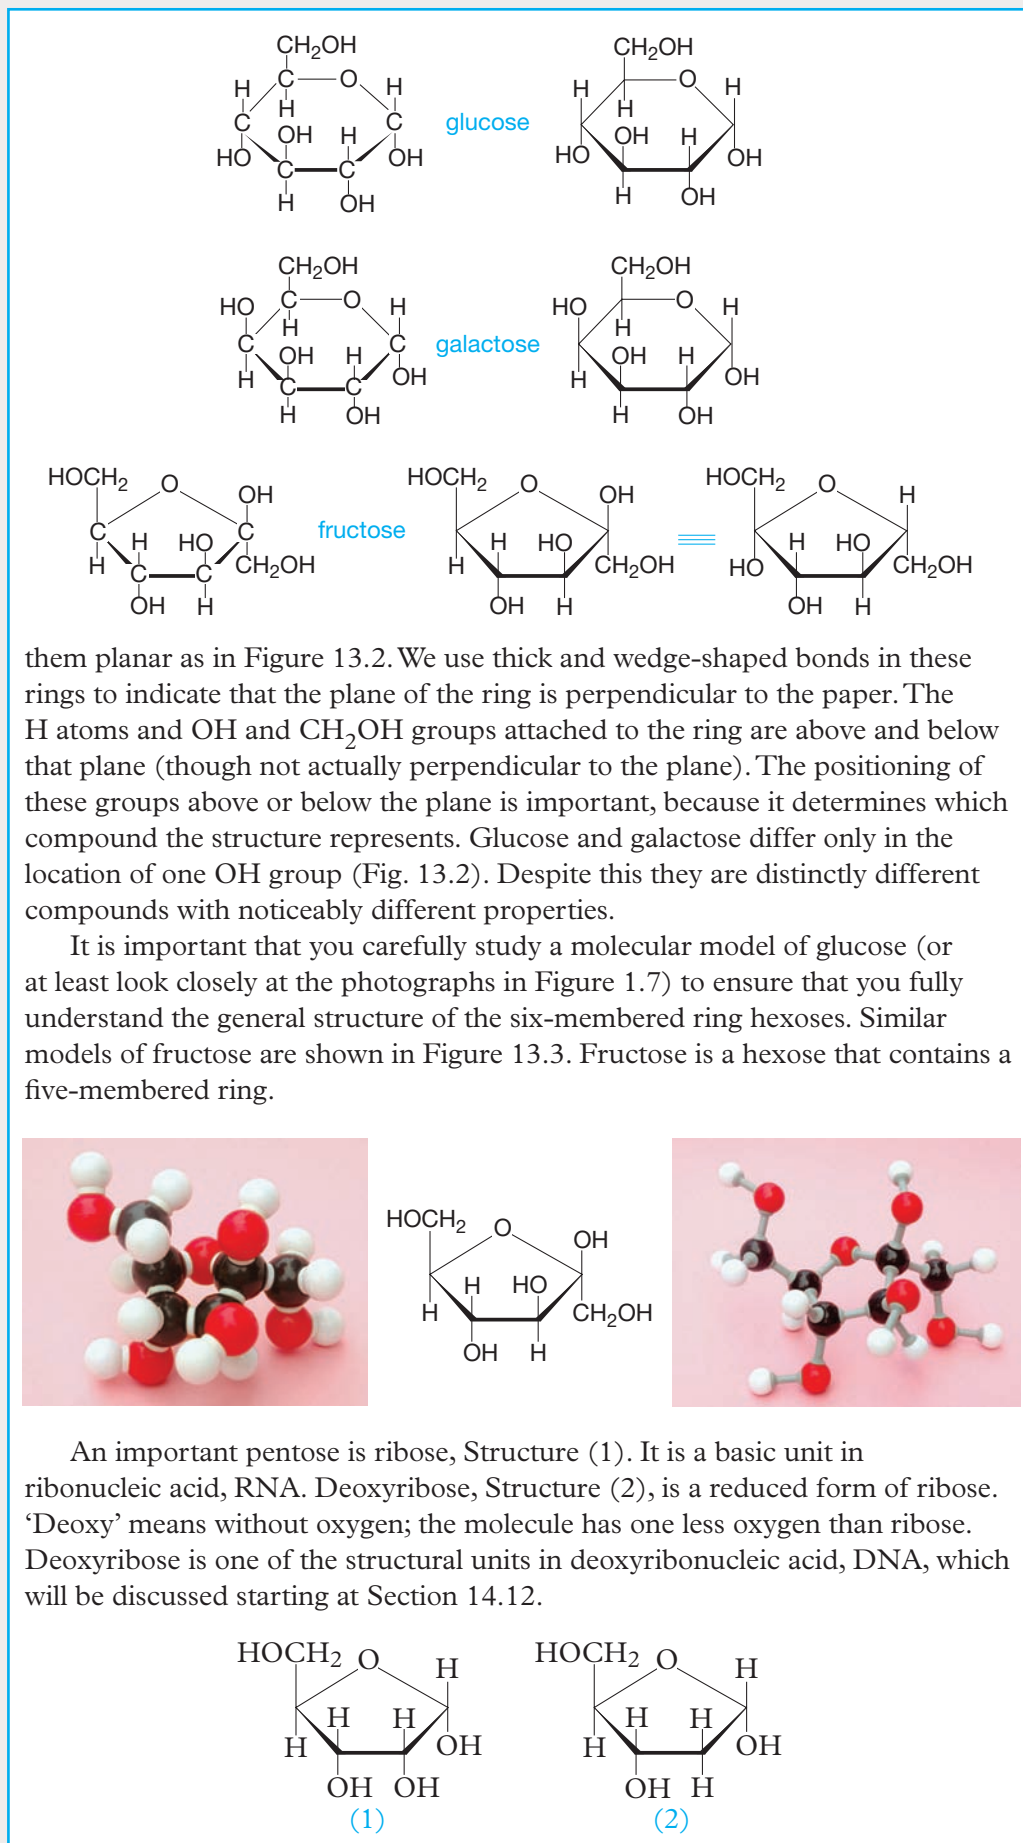 CH₂OH CH₂OH
H C O H H O H
C H C glucose H
OH H OH H
HO C C OH HO OH
H OH H OH
CH₂OH CH₂OH
HO C O H HO O H
C H C galactose H
OH H OH H
H C C OH H OH
H OH H OH
HOCH₂ O OH HOCH₂ O OH HOCH₂ O H
C H HO C fructose H HO ≡ H HO
H C C CH₂OH H CH₂OH HO CH₂OH
OH H OH H OH H
them planar as in Figure 13.2. We use thick and wedge-shaped bonds in these
rings to indicate that the plane of the ring is perpendicular to the paper. The
H atoms and OH and CH₂OH groups attached to the ring are above and below
that plane (though not actually perpendicular to the plane). The positioning of
these groups above or below the plane is important, because it determines which
compound the structure represents. Glucose and galactose differ only in the
location of one OH group (Fig. 13.2). Despite this they are distinctly different
compounds with noticeably different properties.
It is important that you carefully study a molecular model of glucose (or
at least look closely at the photographs in Figure 1.7) to ensure that you fully
understand the general structure of the six-membered ring hexoses. Similar
models of fructose are shown in Figure 13.3. Fructose is a hexose that contains a
five-membered ring.
HOCH₂ O OH
H HO
H CH₂OH
OH H
An important pentose is ribose, Structure (1). It is a basic unit in
ribonucleic acid, RNA. Deoxyribose, Structure (2), is a reduced form of ribose.
‘Deoxy’ means without oxygen; the molecule has one less oxygen than ribose.
Deoxyribose is one of the structural units in deoxyribonucleic acid, DNA, which
will be discussed starting at Section 14.12.
HOCH₂ O H HOCH₂ O H
H H H H
H OH H OH
OH OH OH H
(1) (2)